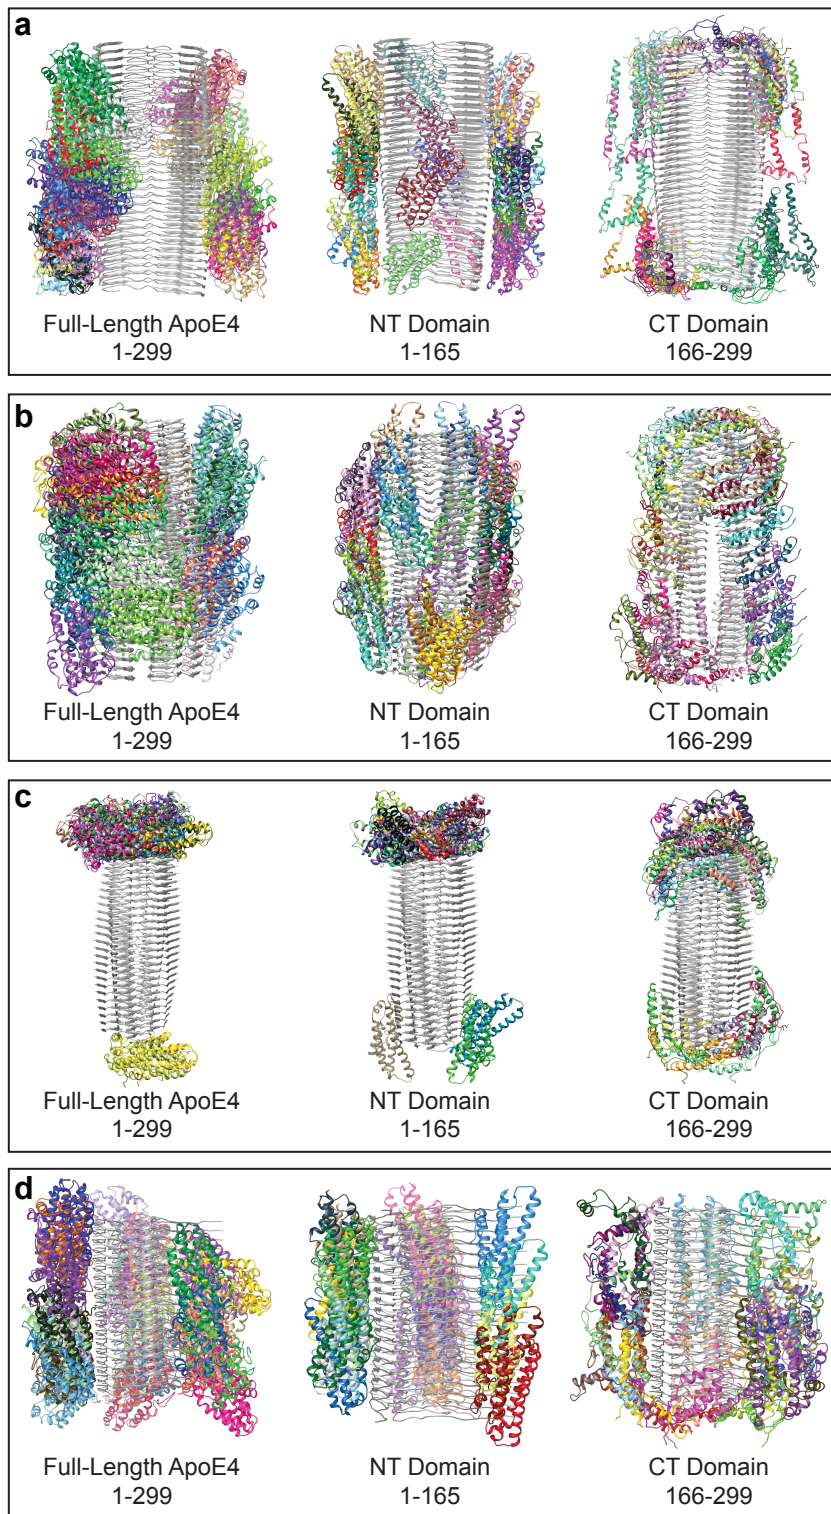 a
Full-Length ApoE4
1-299
NT Domain
1-165
CT Domain
166-299
b
Full-Length ApoE4
1-299
NT Domain
1-165
CT Domain
166-299
c
Full-Length ApoE4
1-299
NT Domain
1-165
CT Domain
166-299
d
Full-Length ApoE4
1-299
NT Domain
1-165
CT Domain
166-299